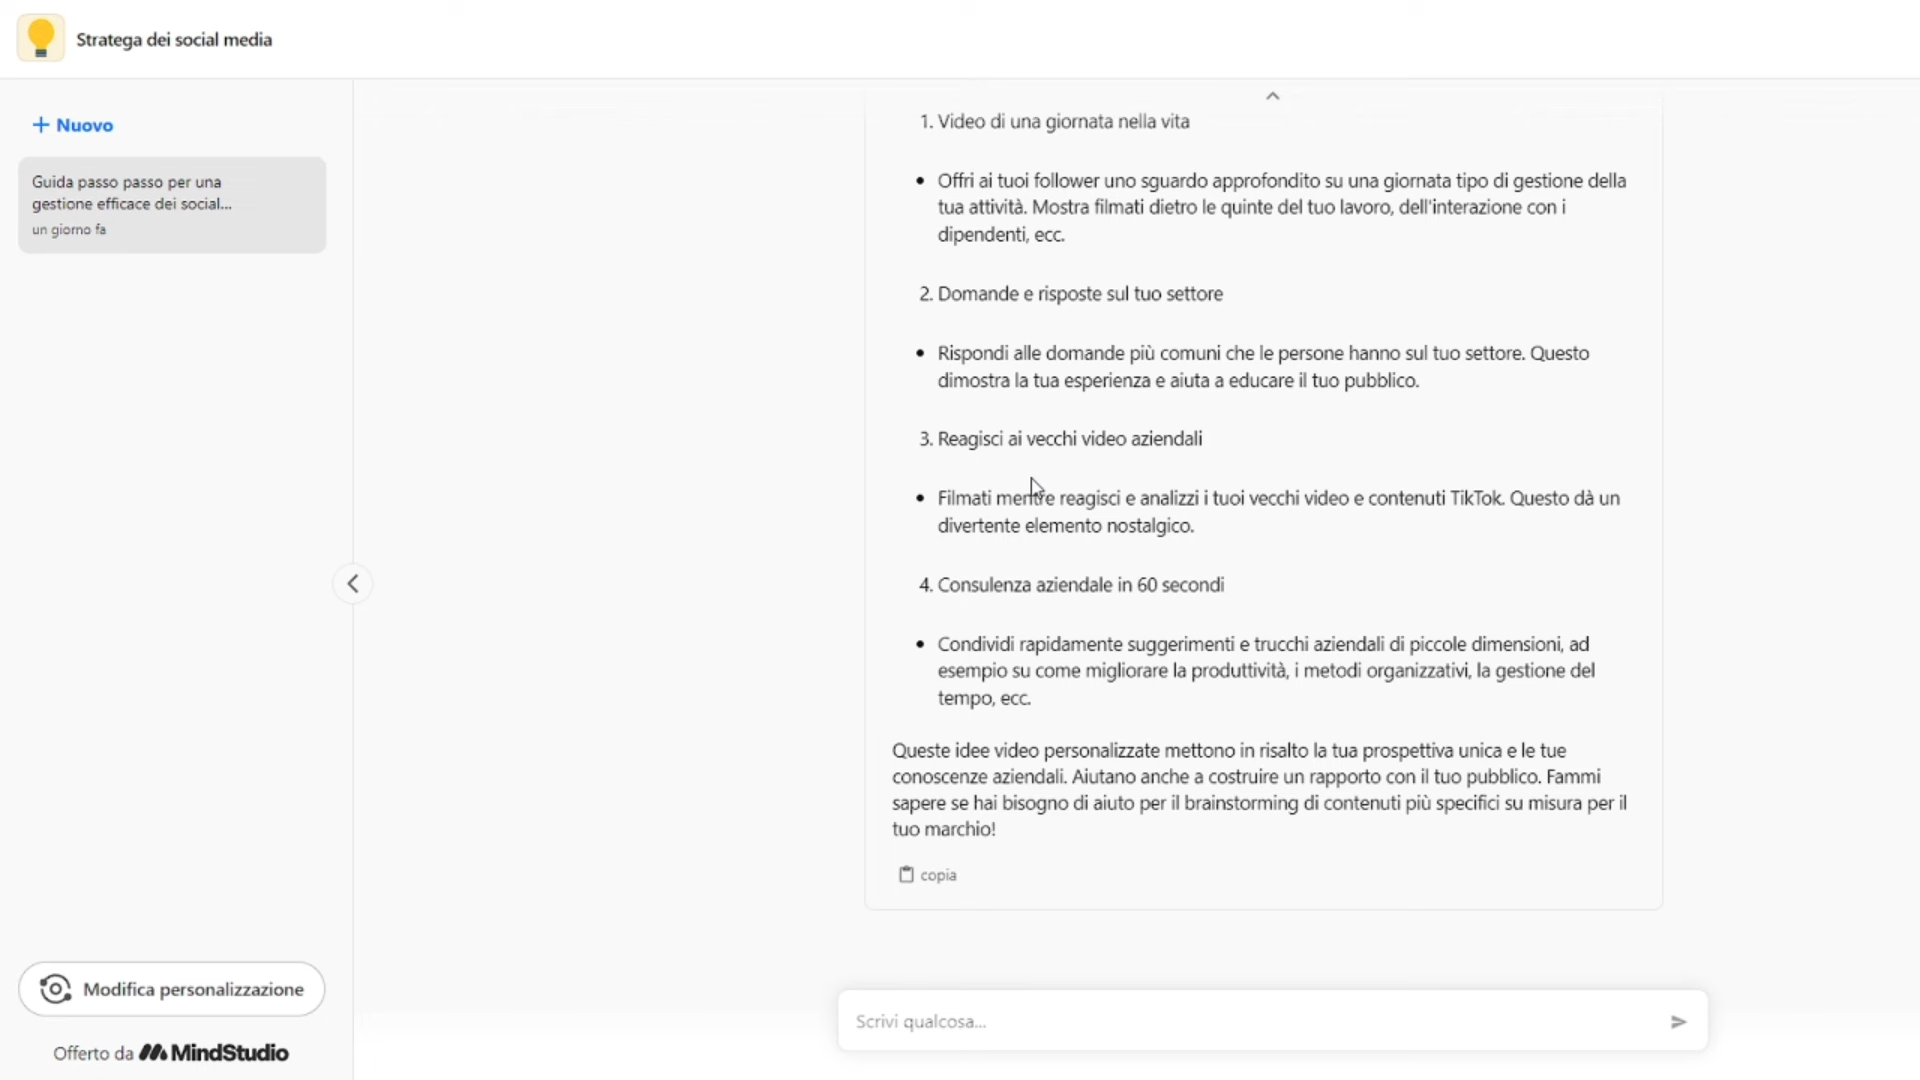 Stratega dei social media
Nuovo
Guida passo passo per una
gestione efficace dei social...
un giorno fa
1. Video di una giornata nella vita
• Offri ai tuoi follower uno sguardo approfondito su una giornata tipo di gestione della
tua attività. Mostra filmati dietro le quinte del tuo lavoro, dell'interazione con i
dipendenti, ecc.
2. Domande e risposte sul tuo settore
• Rispondi alle domande più comuni che le persone hanno sul tuo settore. Questo
dimostra la tua esperienza e aiuta a educare il tuo pubblico.
3. Reagisci ai vecchi video aziendali
• Filmati mentre reagisci e analizzi i tuoi vecchi video e contenuti TikTok. Questo dà un
divertente elemento nostalgico.
4. Consulenza aziendale in 60 secondi
• Condividi rapidamente suggerimenti e trucchi aziendali di piccole dimensioni, ad
esempio su come migliorare la produttività, i metodi organizzativi, la gestione del
tempo, ecc.
Queste idee video personalizzate mettono in risalto la tua prospettiva unica e le tue
conoscenze aziendali. Aiutano anche a costruire un rapporto con il tuo pubblico. Fammi
sapere se hai bisogno di aiuto per il brainstorming di contenuti più specifici su misura per il
tuo marchio!
copia
Modifica personalizzazione
Offerto da MindStudio
Scrivi qualcosa...